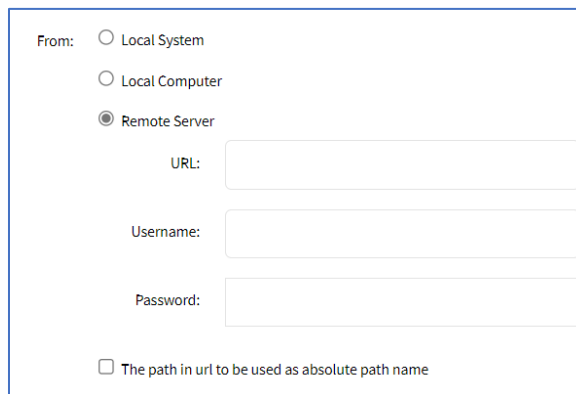 From: Local System
Local Computer
Remote Server
URL:
Username:
Password:
The path in url to be used as absolute path name